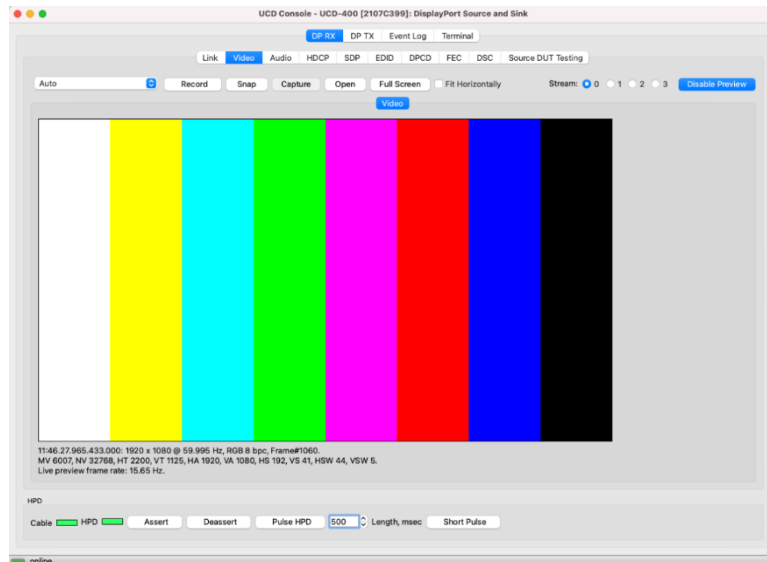 UCD Console - UCD-400 [2107C399]: DisplayPort Source and Sink
DP RX DP TX Event Log Terminal
Link Video Audio HDCP SDP EDID DPCD FEC DSC Source DUT Testing
Auto Record Snap Capture Open Full Screen Fit Horizontally Stream: 0 1 2 3 Disable Preview
Video
11:46.27.965.433.000: 1920 x 1080 @ 59.995 Hz, RGB 8 bpc, Frame#1060.
MV 6007, NV 32768, HT 2200, VT 1125, HA 1920, VA 1080, HS 192, VS 41, HSW 44, VSW 5.
Live preview frame rate: 15.65 Hz.
HPD
Cable HPD Assert Deassert Pulse HPD 500 Length, msec Short Pulse
online